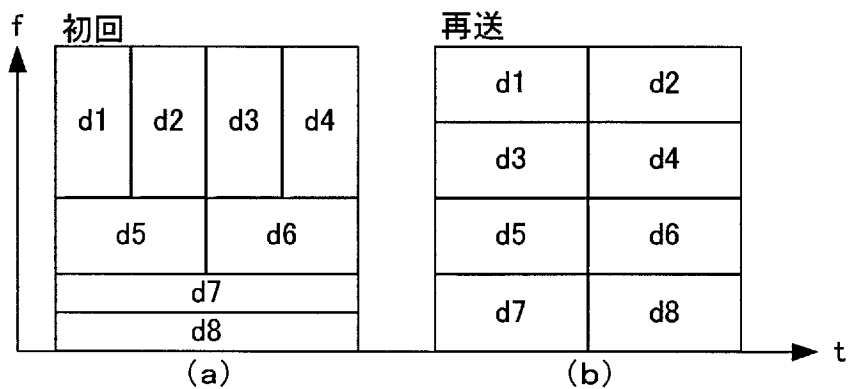 f
初回
再送
d1 d2 d3 d4
d5 d6
d7
d8
d1 d2
d3 d4
d5 d6
d7 d8
t
(a)
(b)